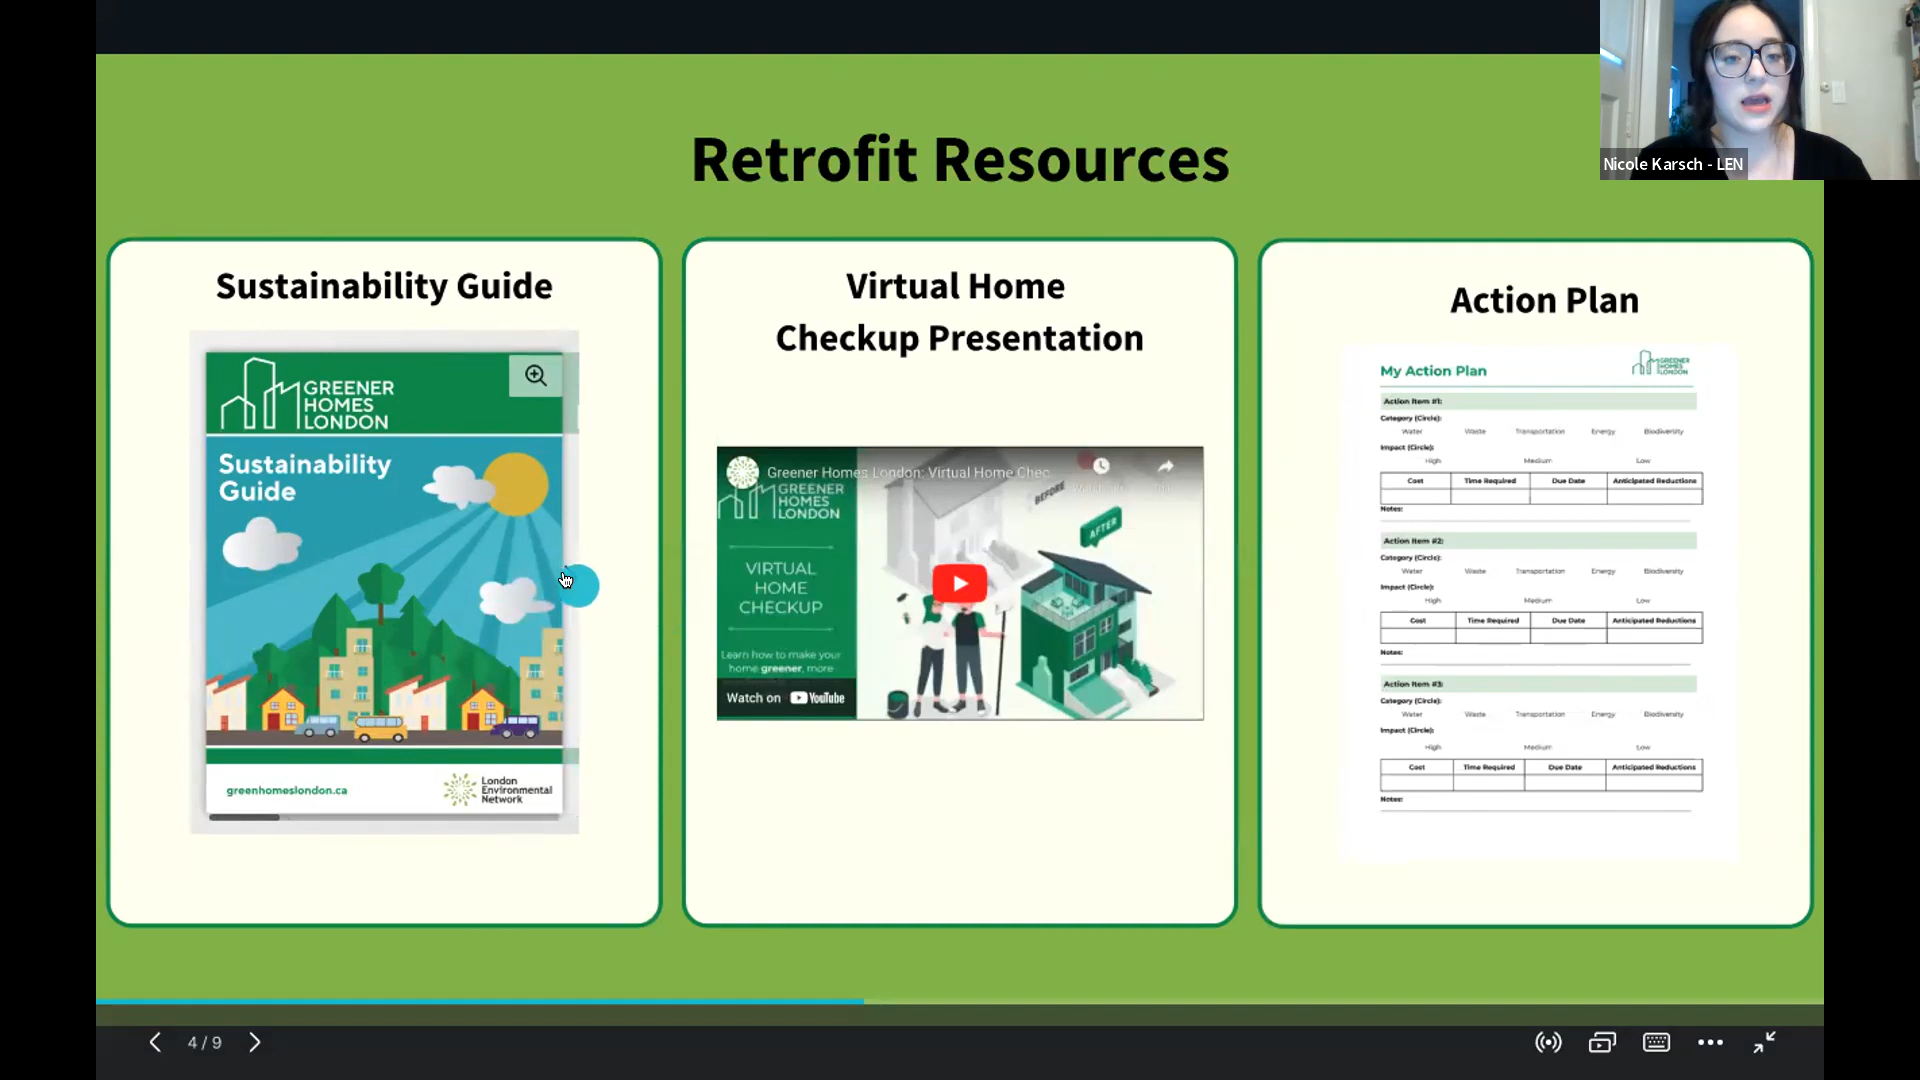 Retrofit Resources
Nicole Karsch - LEN
Sustainability Guide
GREENER
HOMES
LONDON
Sustainability
Guide
greenhomeslondon.ca
London
Environmental
Network
Virtual Home
Checkup Presentation
Greener Homes London: Virtual Home Chec
GREENER
HOMES
LONDON
BEFORE
AFTER
VIRTUAL
HOME
CHECKUP
Learn how to make your
home greener, more
Watch on YouTube
Action Plan
My Action Plan
GREENER
HOMES
LONDON
Action Item #1:
Category (Circle):
Water Waste Transportation Energy Biodiversity
Impact (Circle):
High Medium Low
Cost Time Required Due Date Anticipated Reductions
Notes:
Action Item #2:
Category (Circle):
Water Waste Transportation Energy Biodiversity
Impact (Circle):
High Medium Low
Cost Time Required Due Date Anticipated Reductions
Notes:
Action Item #3:
Category (Circle):
Water Waste Transportation Energy Biodiversity
Impact (Circle):
High Medium Low
Cost Time Required Due Date Anticipated Reductions
Notes:
4 / 9